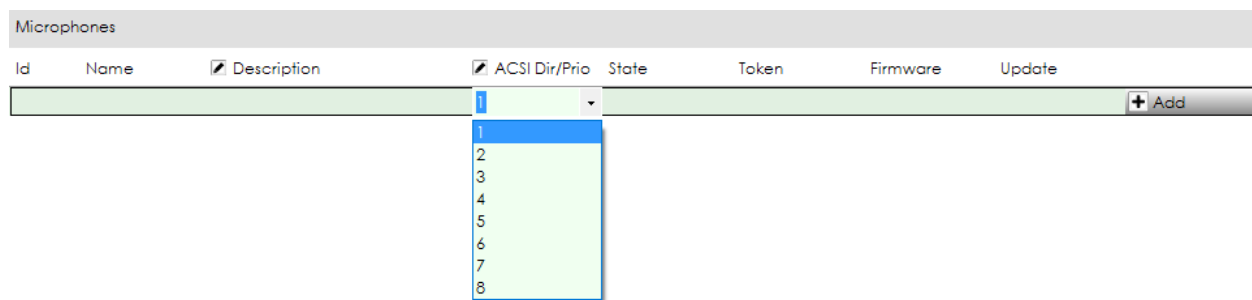 Microphones
Id Name Description ACSI Dir/Prio State Token Firmware Update
1 Add
1
2
3
4
5
6
7
8